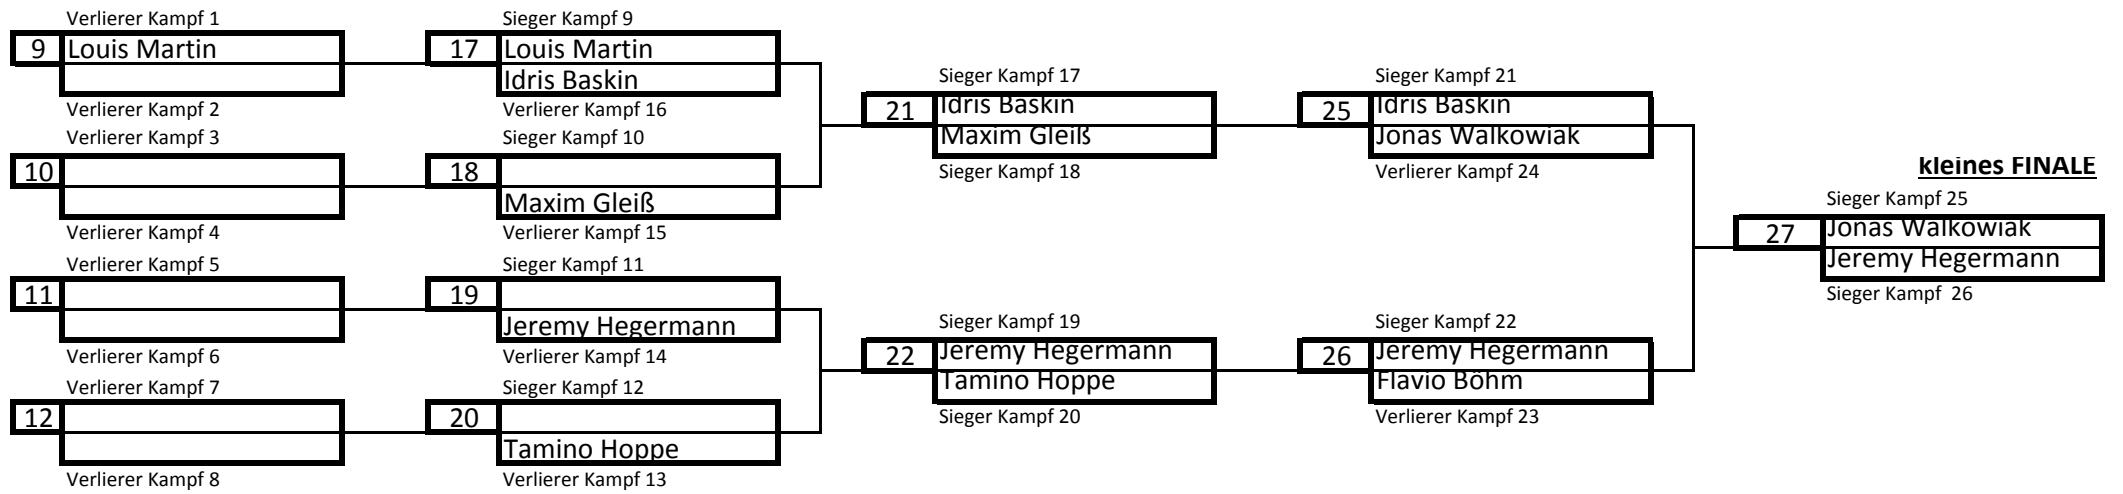 Verlierer Kampf 1
9 Louis Martin
Verlierer Kampf 2
Verlierer Kampf 3
10
Verlierer Kampf 4
Verlierer Kampf 5
11
Verlierer Kampf 6
Verlierer Kampf 7
12
Verlierer Kampf 8
Sieger Kampf 9
17 Louis Martin
Idris Baskin
Verlierer Kampf 16
Sieger Kampf 10
18
Maxim Gleiß
Verlierer Kampf 15
Sieger Kampf 11
19
Jeremy Hegermann
Verlierer Kampf 14
Sieger Kampf 12
20
Tamino Hoppe
Verlierer Kampf 13
Sieger Kampf 17
21 Idris Baskin
Maxim Gleiß
Sieger Kampf 18
Sieger Kampf 19
22 Jeremy Hegermann
Tamino Hoppe
Sieger Kampf 20
Sieger Kampf 21
25 Idris Baskin
Jonas Walkowiak
Verlierer Kampf 24
Sieger Kampf 22
26 Jeremy Hegermann
Flavio Böhm
Verlierer Kampf 23
kleines FINALE
Sieger Kampf 25
27 Jonas Walkowiak
Jeremy Hegermann
Sieger Kampf 26